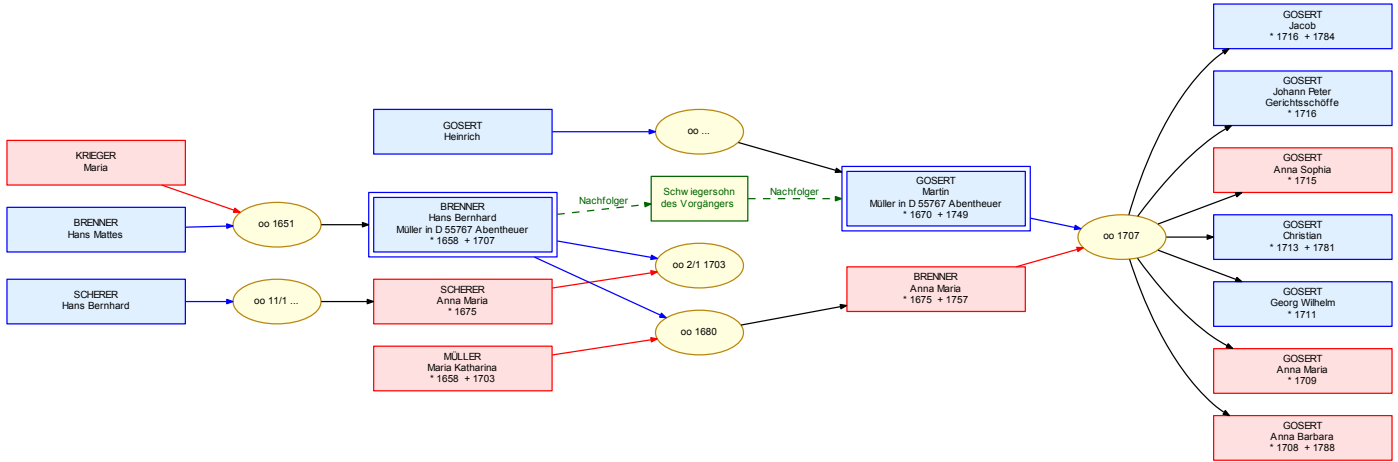 KRIEGER
Maria
BRENNER
Hans Mattes
SCHERER
Hans Bernhard
oo 1651
oo 11/1 ...
GOSERT
Heinrich
BRENNER
Hans Bernhard
Müller in D 55767 Abentheuer
* 1658 + 1707
SCHERER
Anna Maria
* 1675
MÜLLER
Maria Katharina
* 1658 + 1703
Nachfolger
oo ...
Schwiegersohn
des Vorgängers
oo 2/1 1703
oo 1680
Nachfolger
GOSERT
Martin
Müller in D 55767 Abentheuer
* 1670 + 1749
BRENNER
Anna Maria
* 1675 + 1757
oo 1707
GOSERT
Jacob
* 1716 + 1784
GOSERT
Johann Peter
Gerichtsschöffe
* 1716
GOSERT
Anna Sophia
* 1715
GOSERT
Christian
* 1713 + 1781
GOSERT
Georg Wilhelm
* 1711
GOSERT
Anna Maria
* 1709
GOSERT
Anna Barbara
* 1708 + 1788